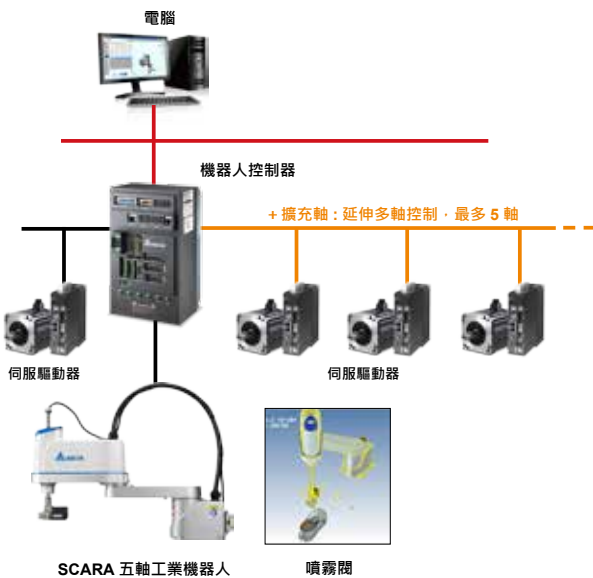 電腦
機器人控制器
+ 擴充軸 : 延伸多軸控制，最多 5 軸
伺服驅動器
伺服驅動器
SCARA 五軸工業機器人
噴霧閥